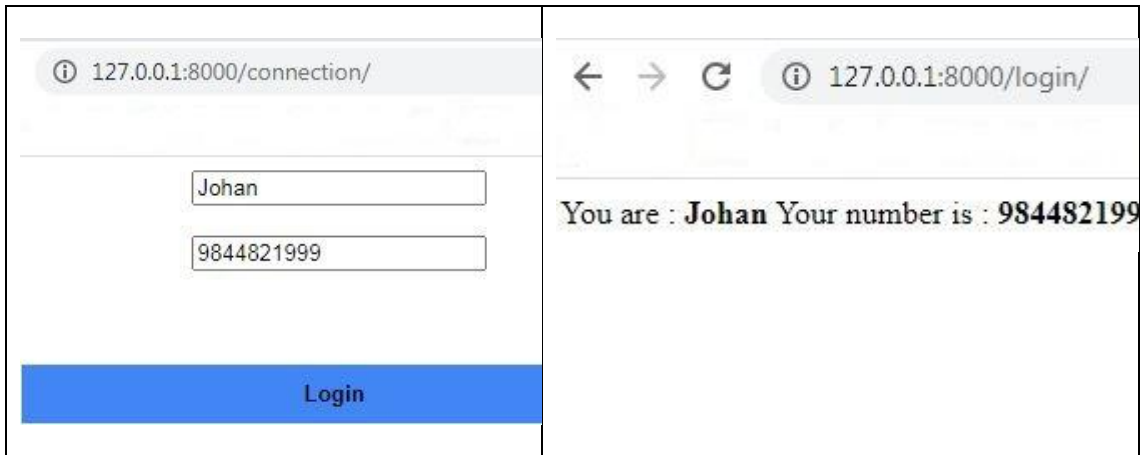 127.0.0.1:8000/connection/
Johan
9844821999
Login
127.0.0.1:8000/login/
You are : Johan Your number is : 984482199